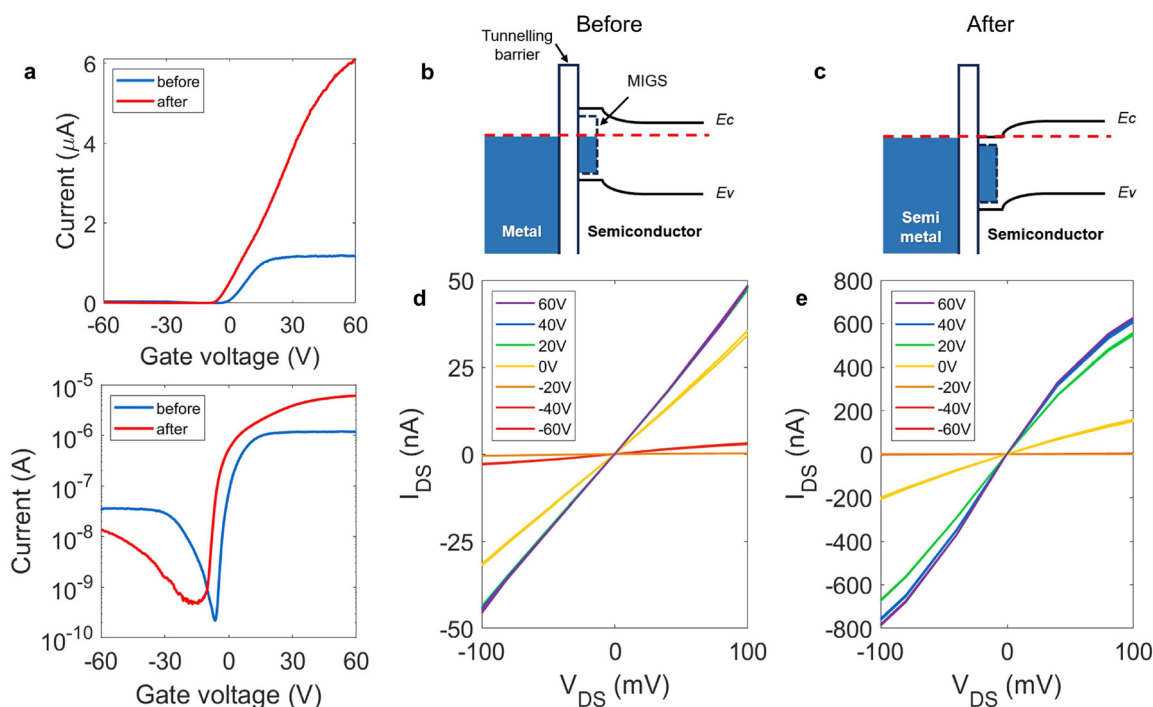 Before
After
a
before
after
Current (μA)
6
4
2
0
-60
-30
0
30
60
Gate voltage (V)
b
Tunnelling
barrier
MIGS
Ec
Ev
Metal
Semiconductor
c
Ec
Ev
Semi
metal
Semiconductor
before
after
Current (A)
10-5
10-6
10-7
10-8
10-9
10-10
-60
-30
0
30
60
Gate voltage (V)
d
60V
40V
20V
0V
-20V
-40V
-60V
IDS (nA)
50
25
0
-25
-50
-100
0
100
VDS (mV)
e
60V
40V
20V
0V
-20V
-40V
-60V
IDS (nA)
800
600
400
200
0
-200
-400
-600
-800
-100
0
100
VDS (mV)